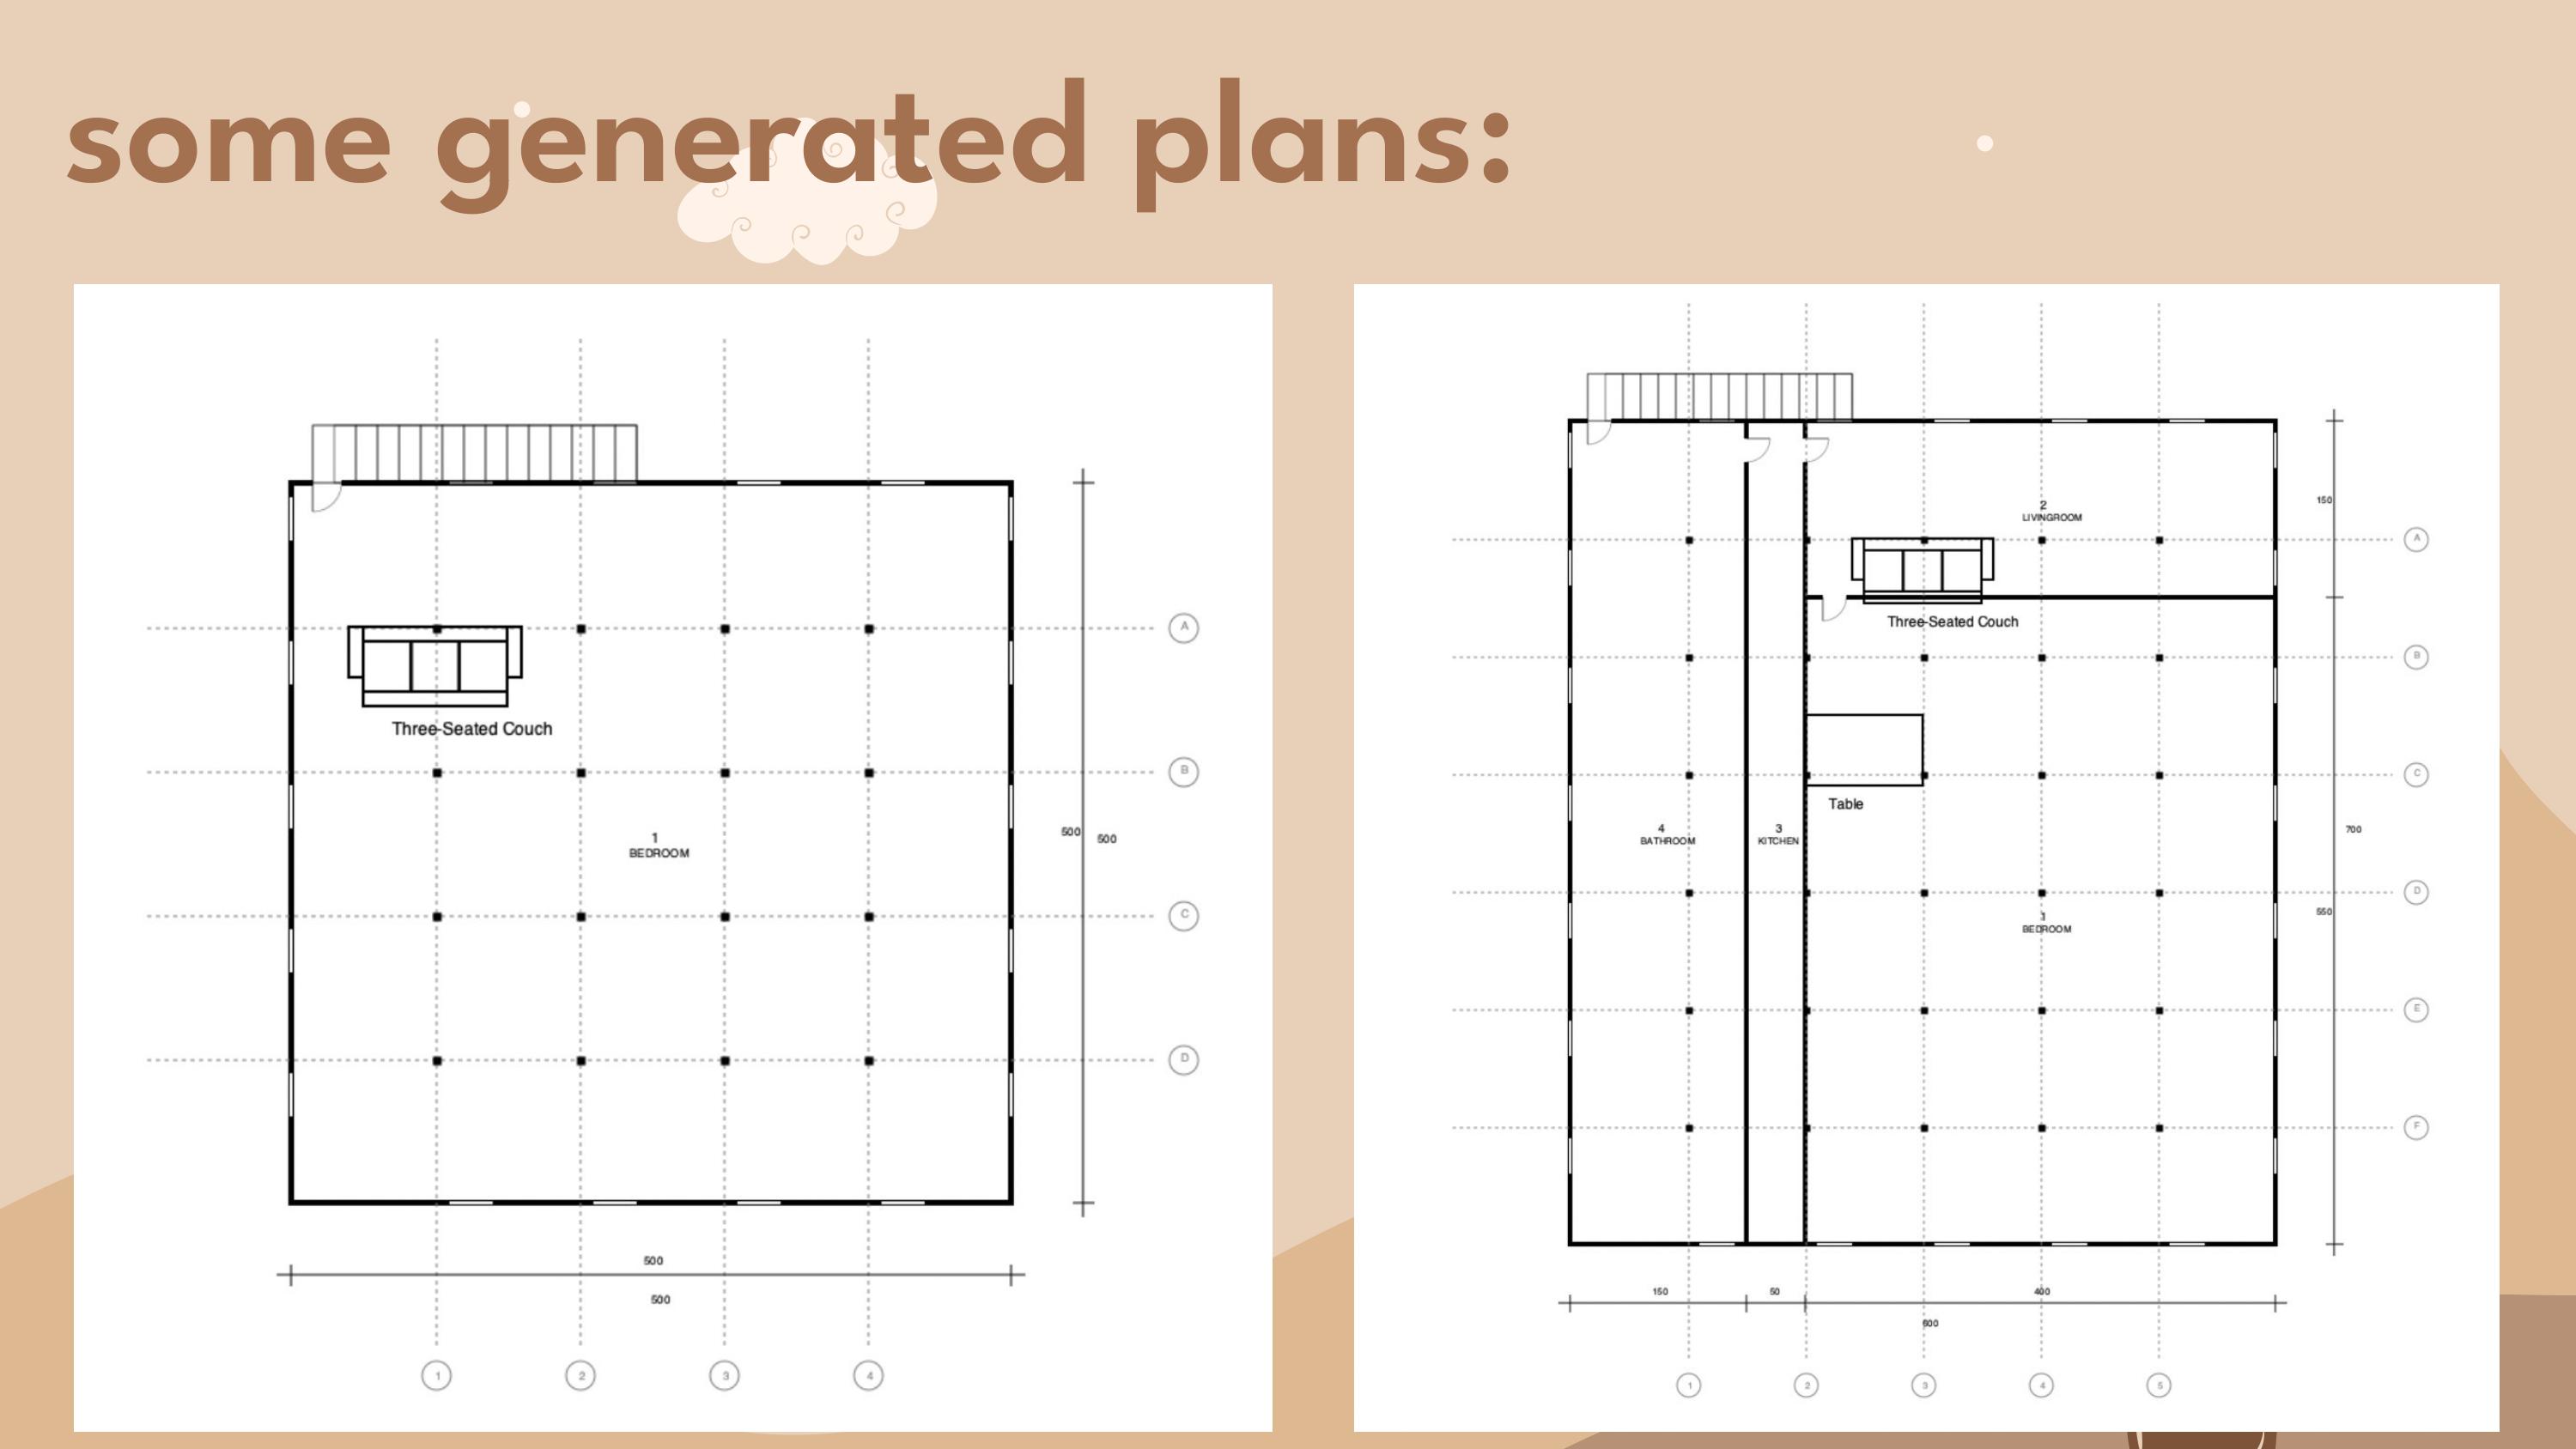 some generated plans:
A
Three-Seated Couch
B
500
500
1
BEDROOM
C
D
500
500
1
2
3
4
150
2
LIVINGROOM
A
Three-Seated Couch
B
C
Table
4
BATHROOM
3
KITCHEN
700
D
550
1
BEDROOM
E
F
150
50
400
600
1
2
3
4
5